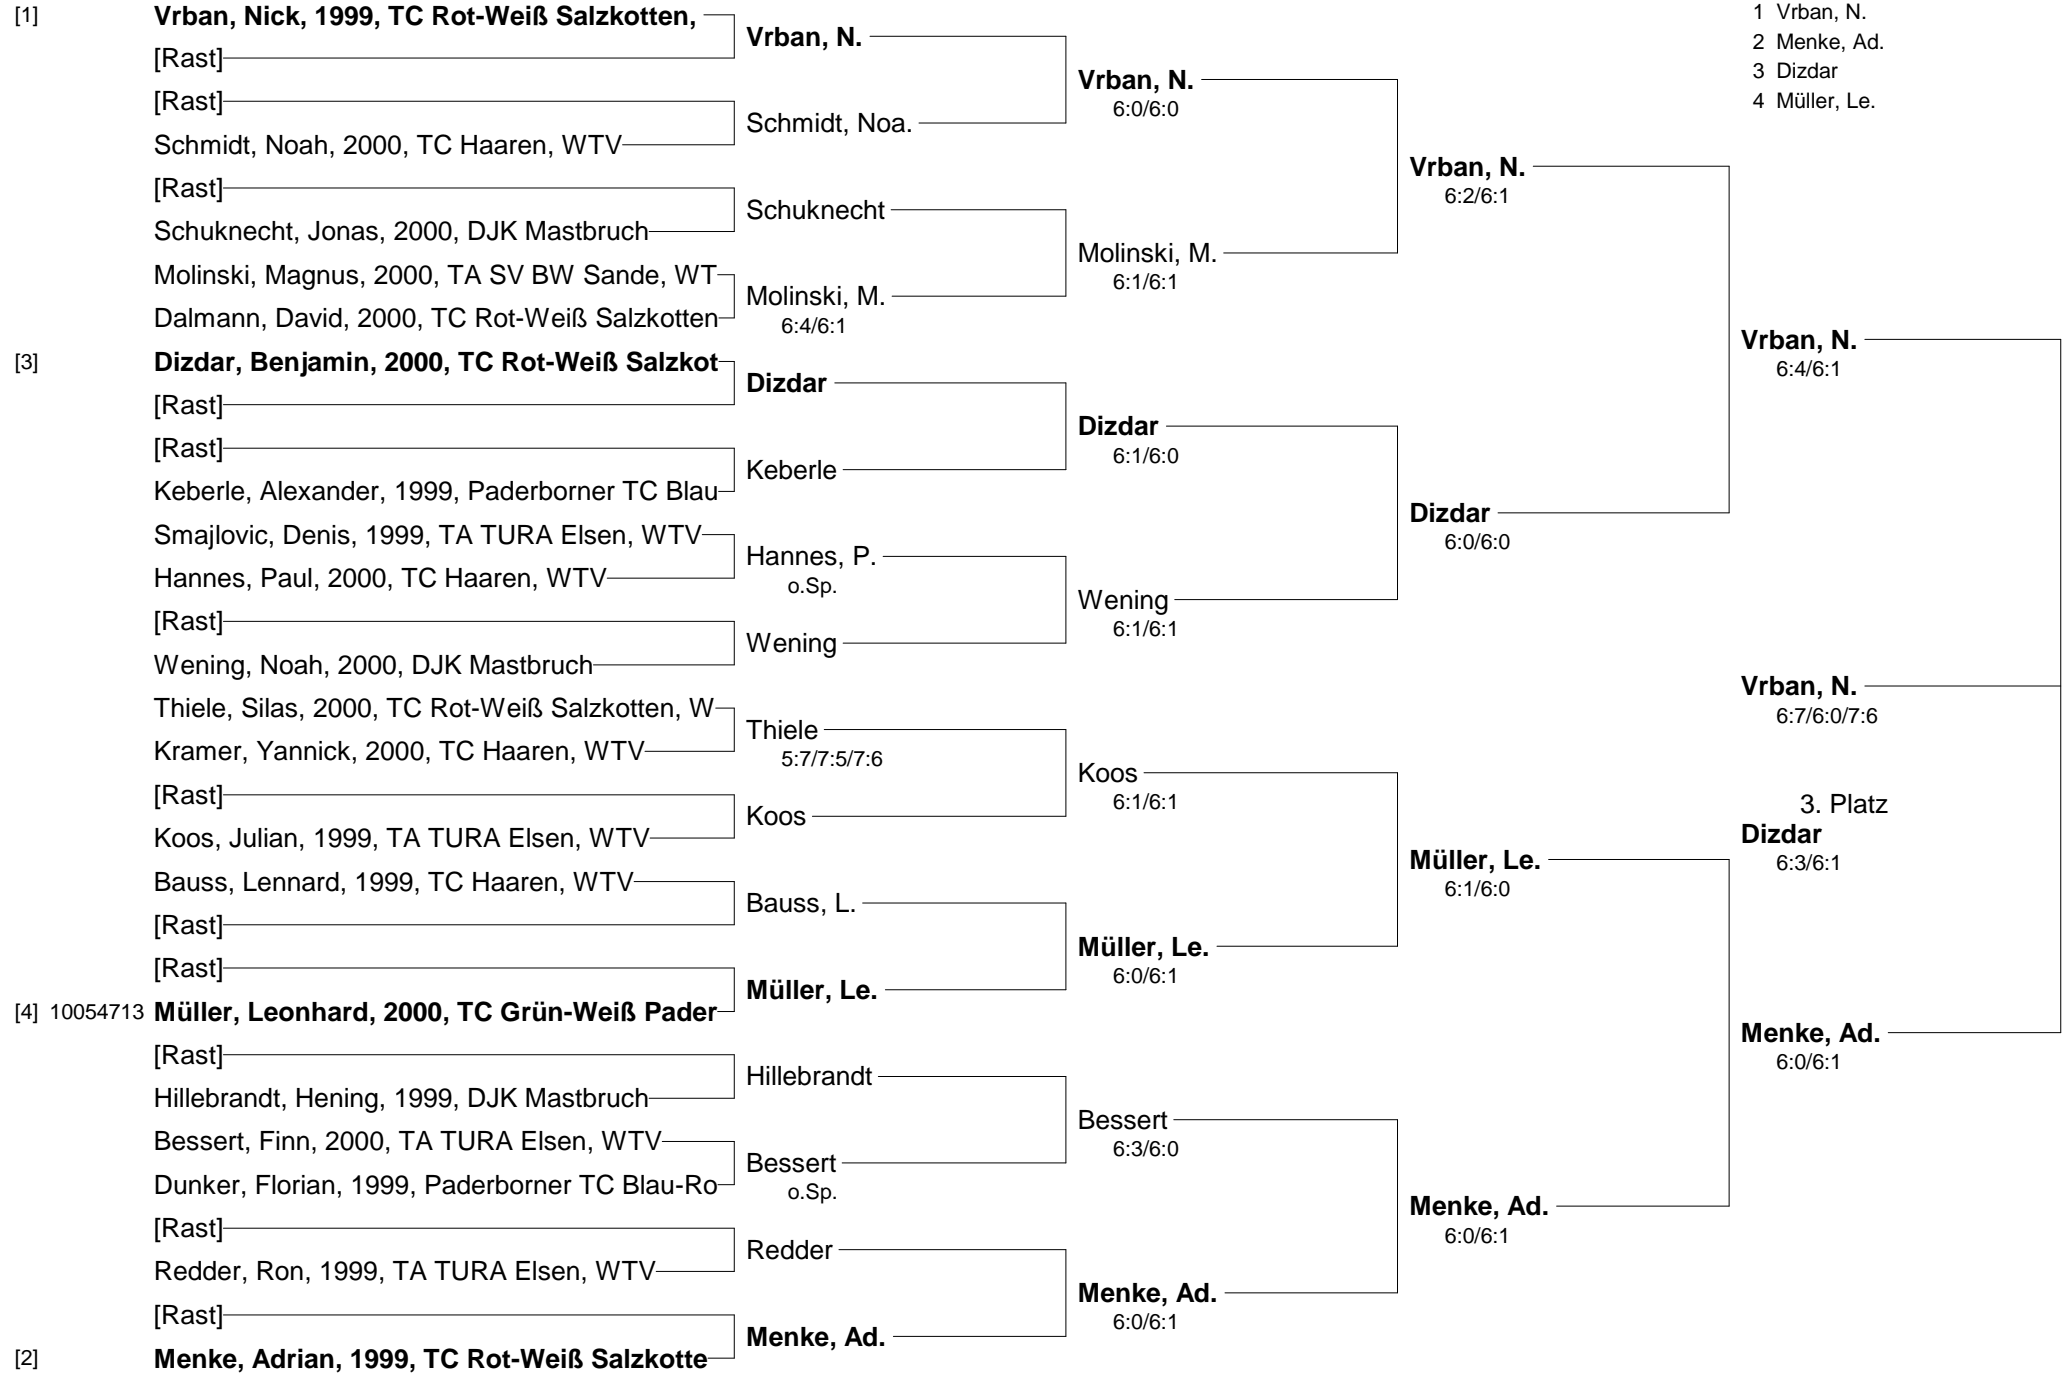 [1] Vrban, Nick, 1999, TC Rot-Weiß Salzkotten,
[Rast]
[Rast]
Schmidt, Noah, 2000, TC Haaren, WTV
[Rast]
Schuknecht, Jonas, 2000, DJK Mastbruch
Molinski, Magnus, 2000, TA SV BW Sande, WT
Dalmann, David, 2000, TC Rot-Weiß Salzkotten
[3] Dizdar, Benjamin, 2000, TC Rot-Weiß Salzkot
[Rast]
[Rast]
Keberle, Alexander, 1999, Paderborner TC Blau
Smajlovic, Denis, 1999, TA TURA Elsen, WTV
Hannes, Paul, 2000, TC Haaren, WTV
[Rast]
Wening, Noah, 2000, DJK Mastbruch
Thiele, Silas, 2000, TC Rot-Weiß Salzkotten, W
Kramer, Yannick, 2000, TC Haaren, WTV
[Rast]
Koos, Julian, 1999, TA TURA Elsen, WTV
Bauss, Lennard, 1999, TC Haaren, WTV
[Rast]
[Rast]
[4] 10054713 Müller, Leonhard, 2000, TC Grün-Weiß Pader
[Rast]
Hillebrandt, Hening, 1999, DJK Mastbruch
Bessert, Finn, 2000, TA TURA Elsen, WTV
Dunker, Florian, 1999, Paderborner TC Blau-Ro
[Rast]
Redder, Ron, 1999, TA TURA Elsen, WTV
[Rast]
[2] Menke, Adrian, 1999, TC Rot-Weiß Salzkotte
Vrban, N.
Schmidt, Noa.
Schuknecht
Molinski, M.
6:4/6:1
Dizdar
Keberle
Hannes, P.
o.Sp.
Wening
Thiele
5:7/7:5/7:6
Koos
Bauss, L.
Müller, Le.
Hillebrandt
Bessert
o.Sp.
Redder
Menke, Ad.
Vrban, N.
6:0/6:0
Molinski, M.
6:1/6:1
Dizdar
6:1/6:0
Wening
6:1/6:1
Koos
6:1/6:1
Müller, Le.
6:0/6:1
Bessert
6:3/6:0
Menke, Ad.
6:0/6:1
Vrban, N.
6:2/6:1
Dizdar
6:0/6:0
Müller, Le.
6:1/6:0
Menke, Ad.
6:0/6:1
1 Vrban, N.
2 Menke, Ad.
3 Dizdar
4 Müller, Le.
Vrban, N.
6:4/6:1
Vrban, N.
6:7/6:0/7:6
3. Platz
Dizdar
6:3/6:1
Menke, Ad.
6:0/6:1